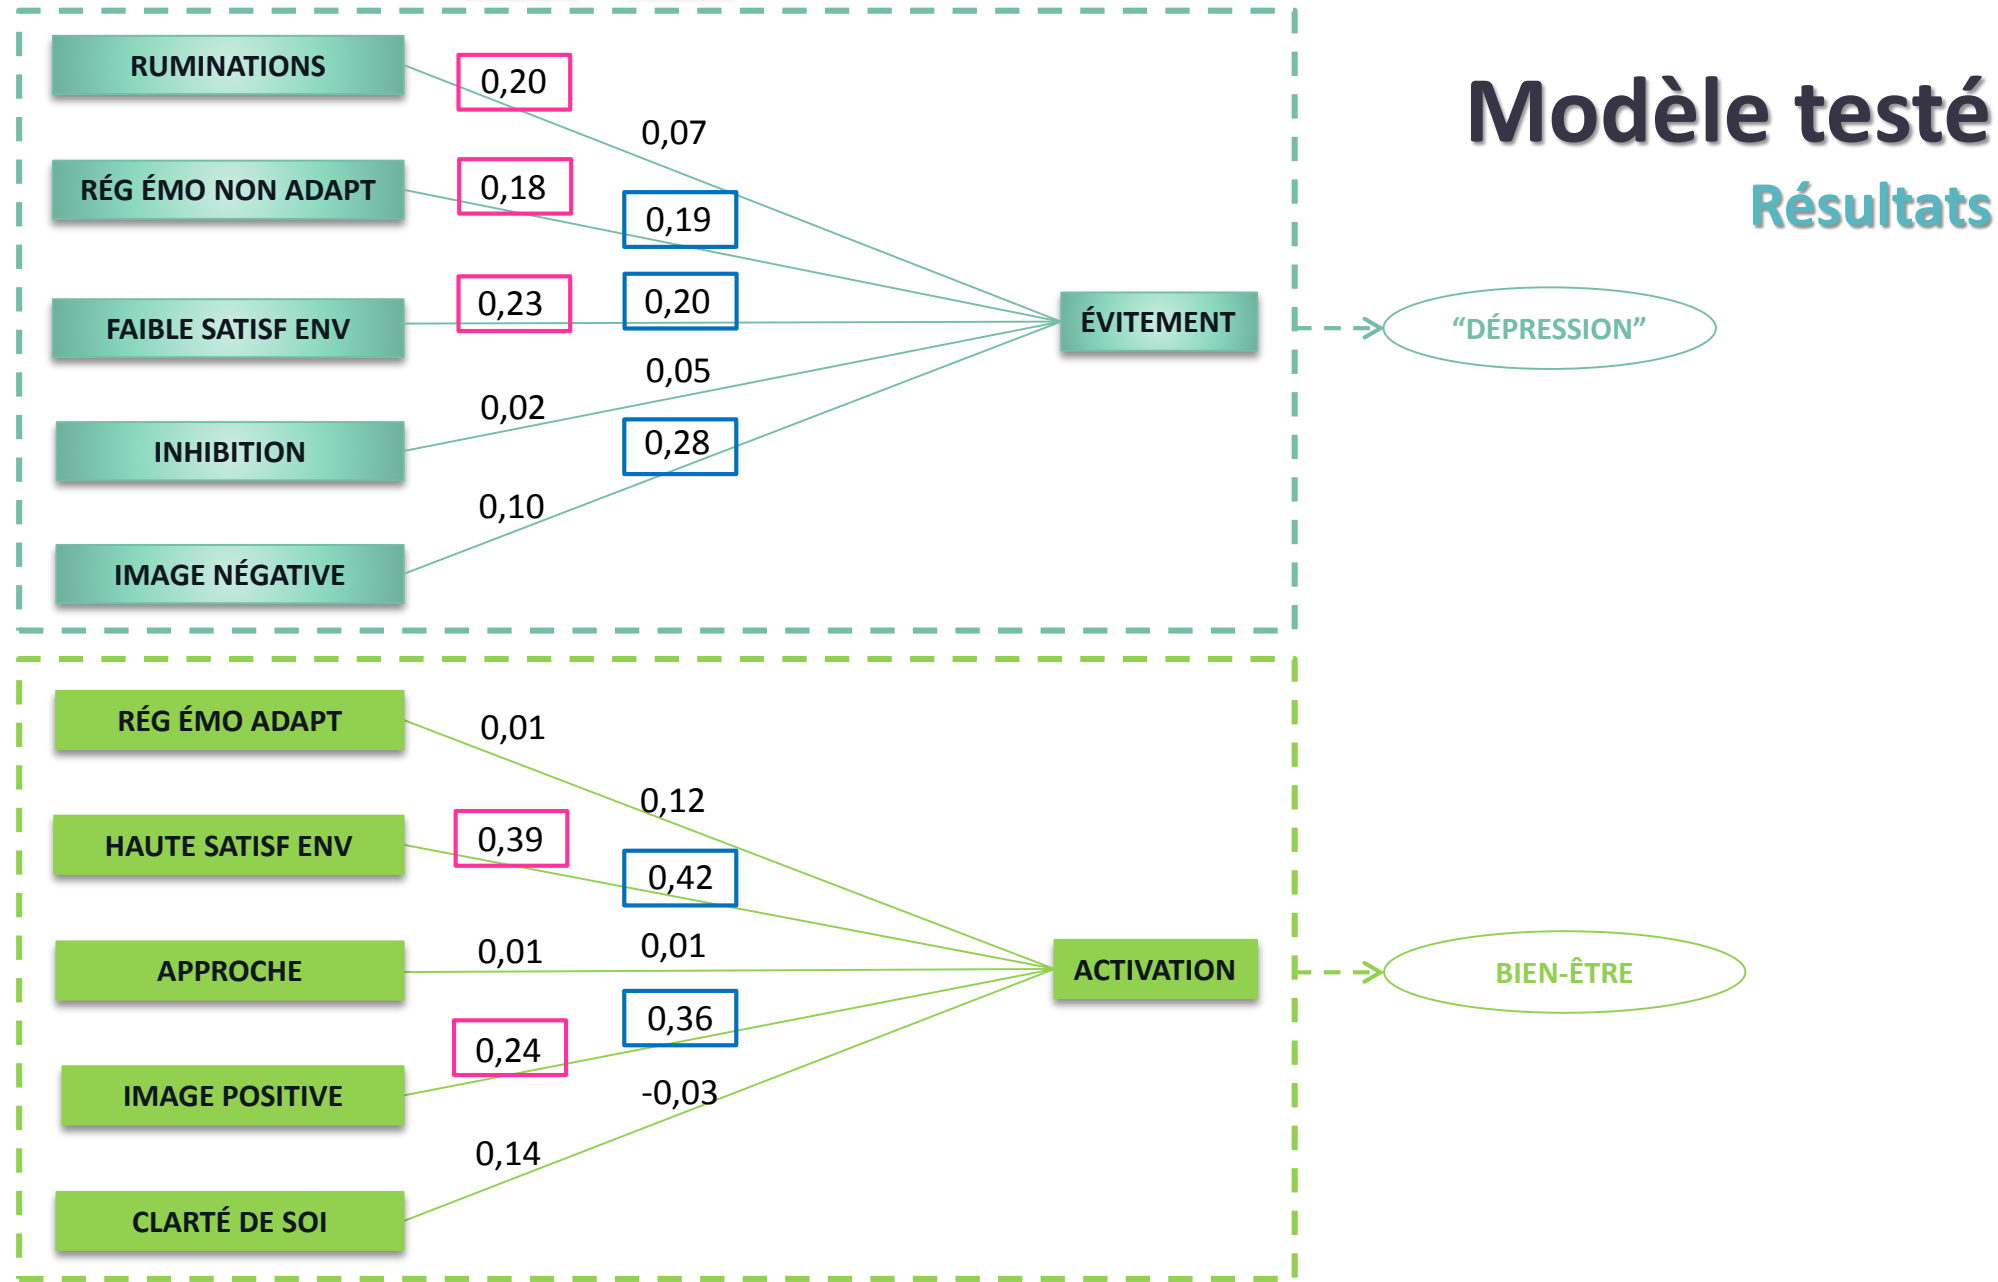 Modèle testé
Résultats
RUMINATIONS
0,20
0,07
RÉG ÉMO NON ADAPT
0,18
0,19
FAIBLE SATISF ENV
0,23
0,20
ÉVITEMENT
“DÉPRESSION”
INHIBITION
0,02
0,05
IMAGE NÉGATIVE
0,10
0,28
RÉG ÉMO ADAPT
0,01
0,12
HAUTE SATISF ENV
0,39
0,42
APPROCHE
0,01
0,01
ACTIVATION
BIEN-ÊTRE
IMAGE POSITIVE
0,24
0,36
CLARTÉ DE SOI
0,14
-0,03